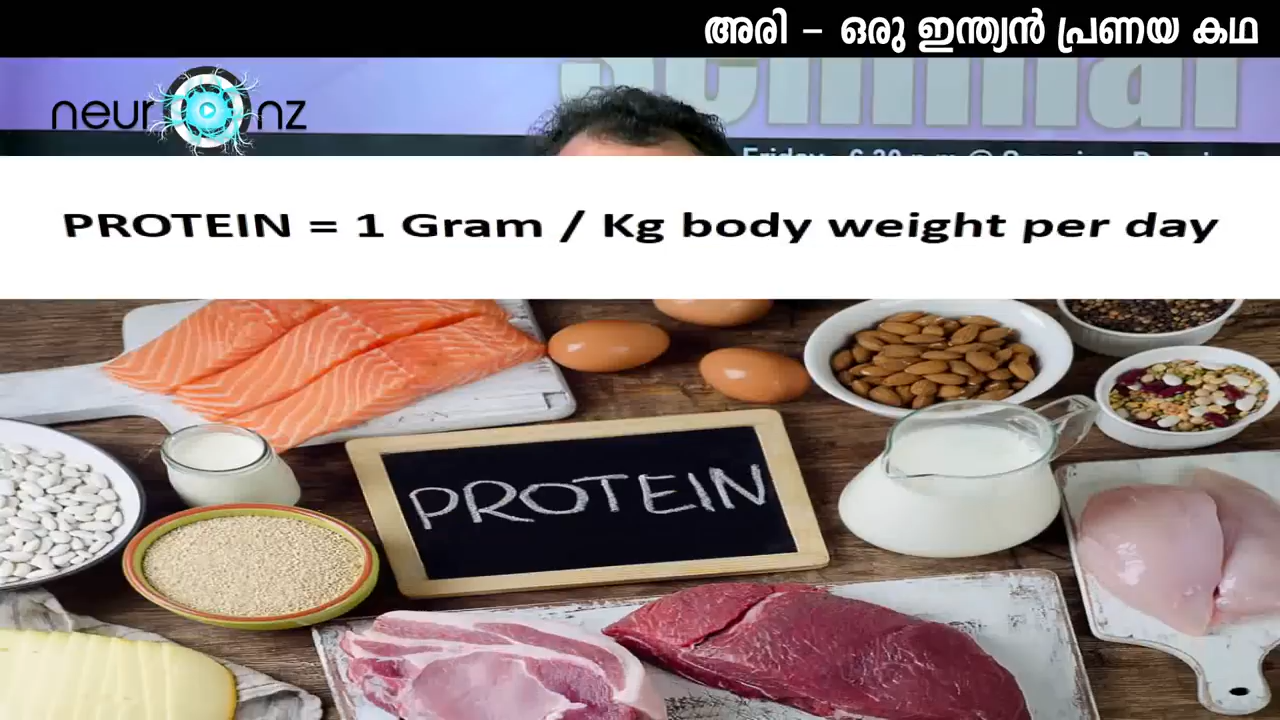 അരി – ഒരു ഇന്ത്യൻ പ്രണയ കഥ
neuronz
PROTEIN = 1 Gram / Kg body weight per day
PROTEIN